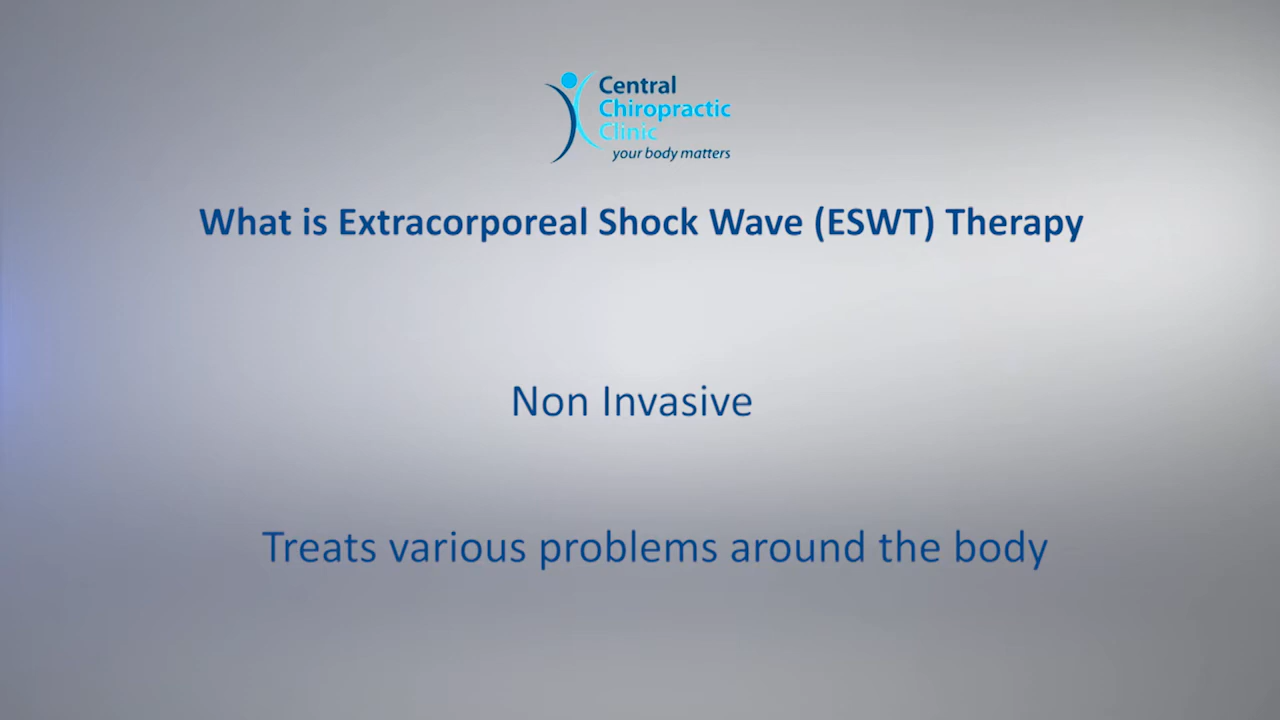 Central
Chiropractic
Clinic
your body matters
What is Extracorporeal Shock Wave (ESWT) Therapy
Non Invasive
Treats various problems around the body